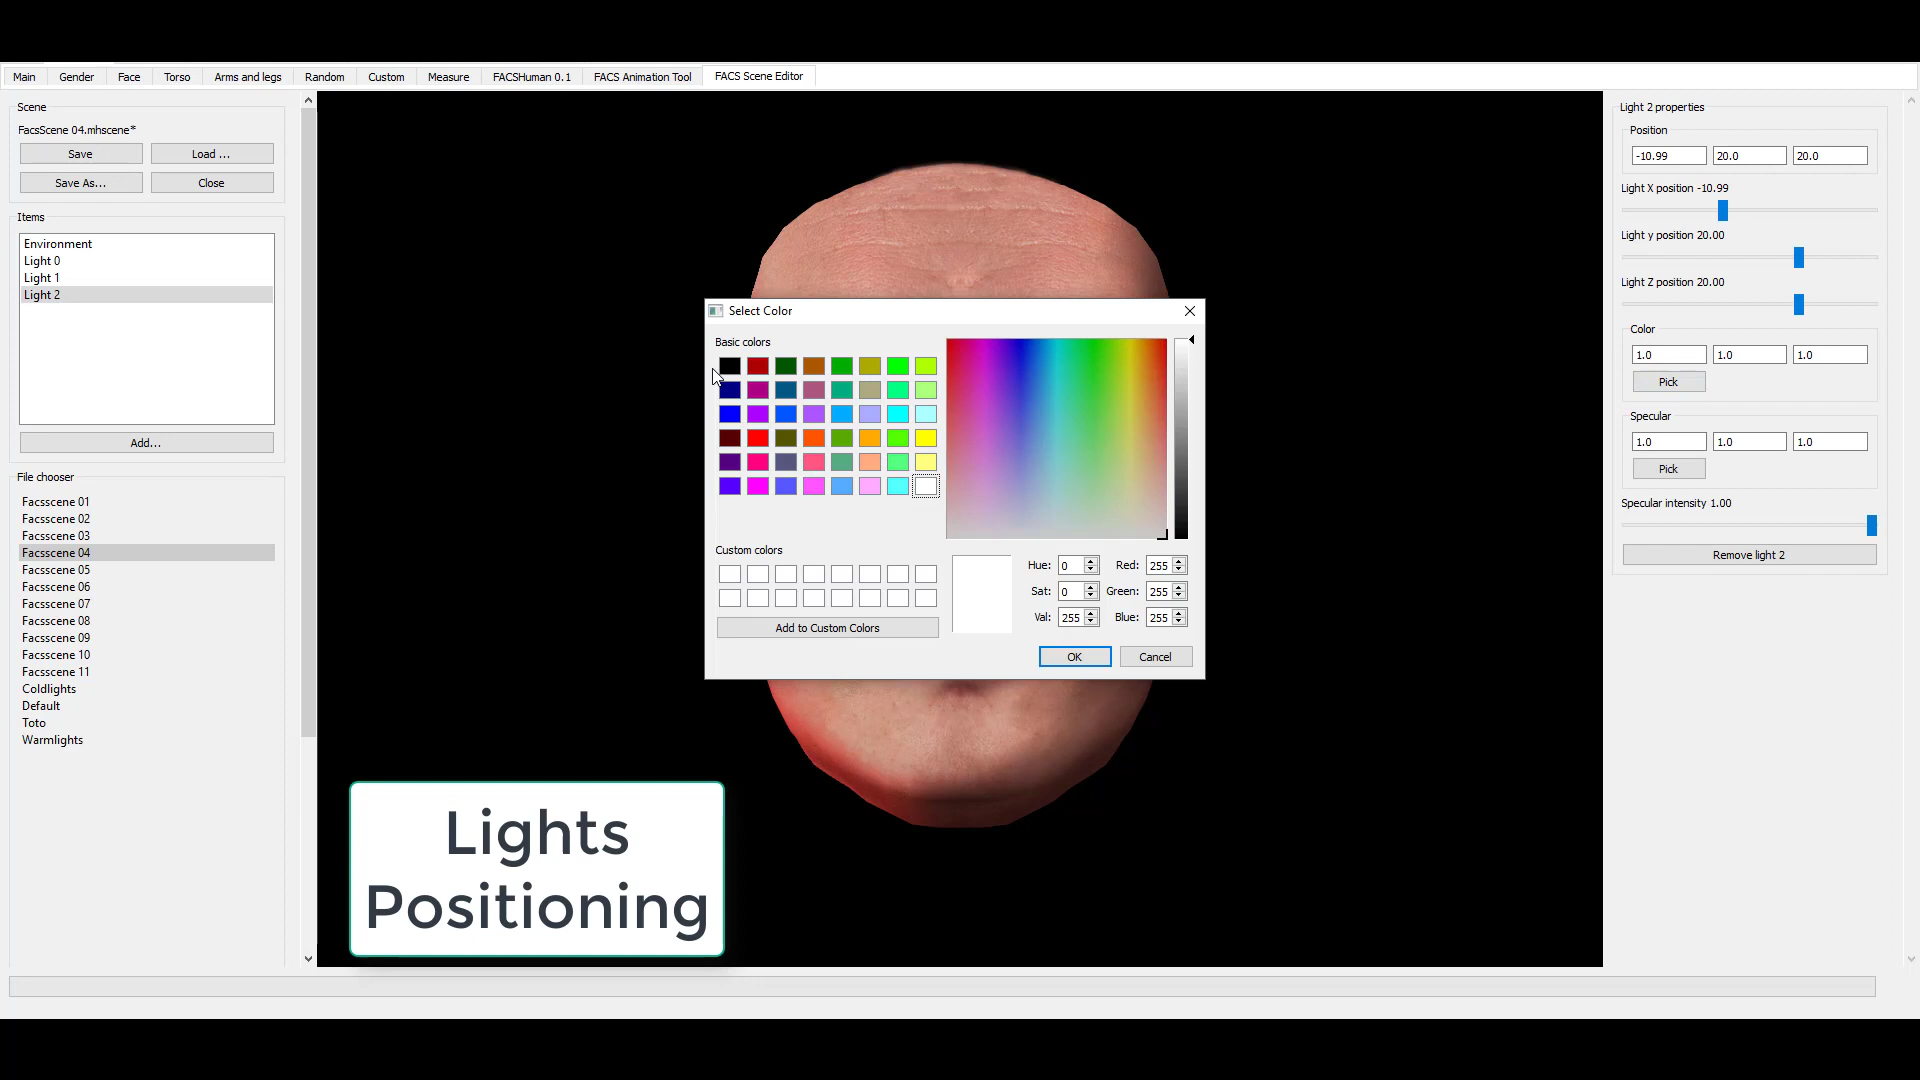 Main Gender Face Torso Arms and legs Random Custom Measure FACSHuman 0.1 FACS Animation Tool FACS Scene Editor
Scene
FacsScene 04.mhscene*
Save Load ...
Save As... Close
Items
Environment
Light 0
Light 1
Light 2
Add...
File chooser
Facsscene 01
Facsscene 02
Facsscene 03
Facsscene 04
Facsscene 05
Facsscene 06
Facsscene 07
Facsscene 08
Facsscene 09
Facsscene 10
Facsscene 11
Coldlights
Default
Toto
Warmlights
Select Color
Basic colors
Custom colors
Add to Custom Colors
Hue: 0 Red: 255
Sat: 0 Green: 255
Val: 255 Blue: 255
OK Cancel
Lights
Positioning
Light 2 properties
Position
-10.99 20.0 20.0
Light X position -10.99
Light y position 20.00
Light Z position 20.00
Color
1.0 1.0 1.0
Pick
Specular
1.0 1.0 1.0
Pick
Specular intensity 1.00
Remove light 2